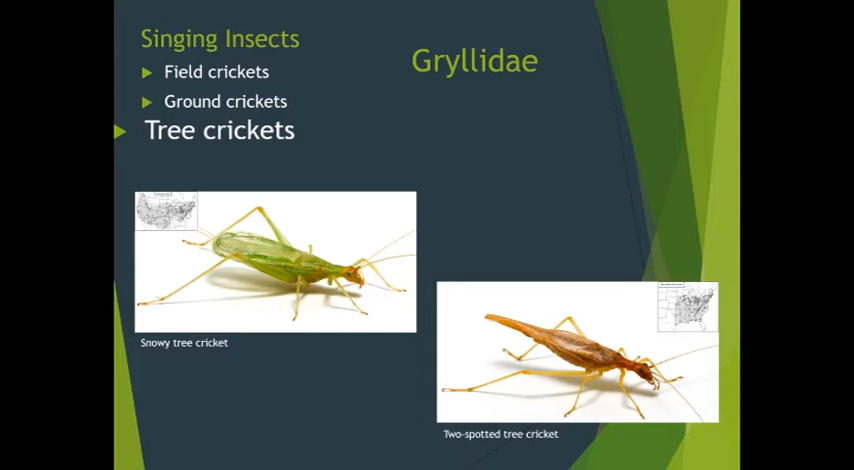 Singing Insects
Gryllidae
Field crickets
Ground crickets
Tree crickets
Snowy tree cricket
Two-spotted tree cricket